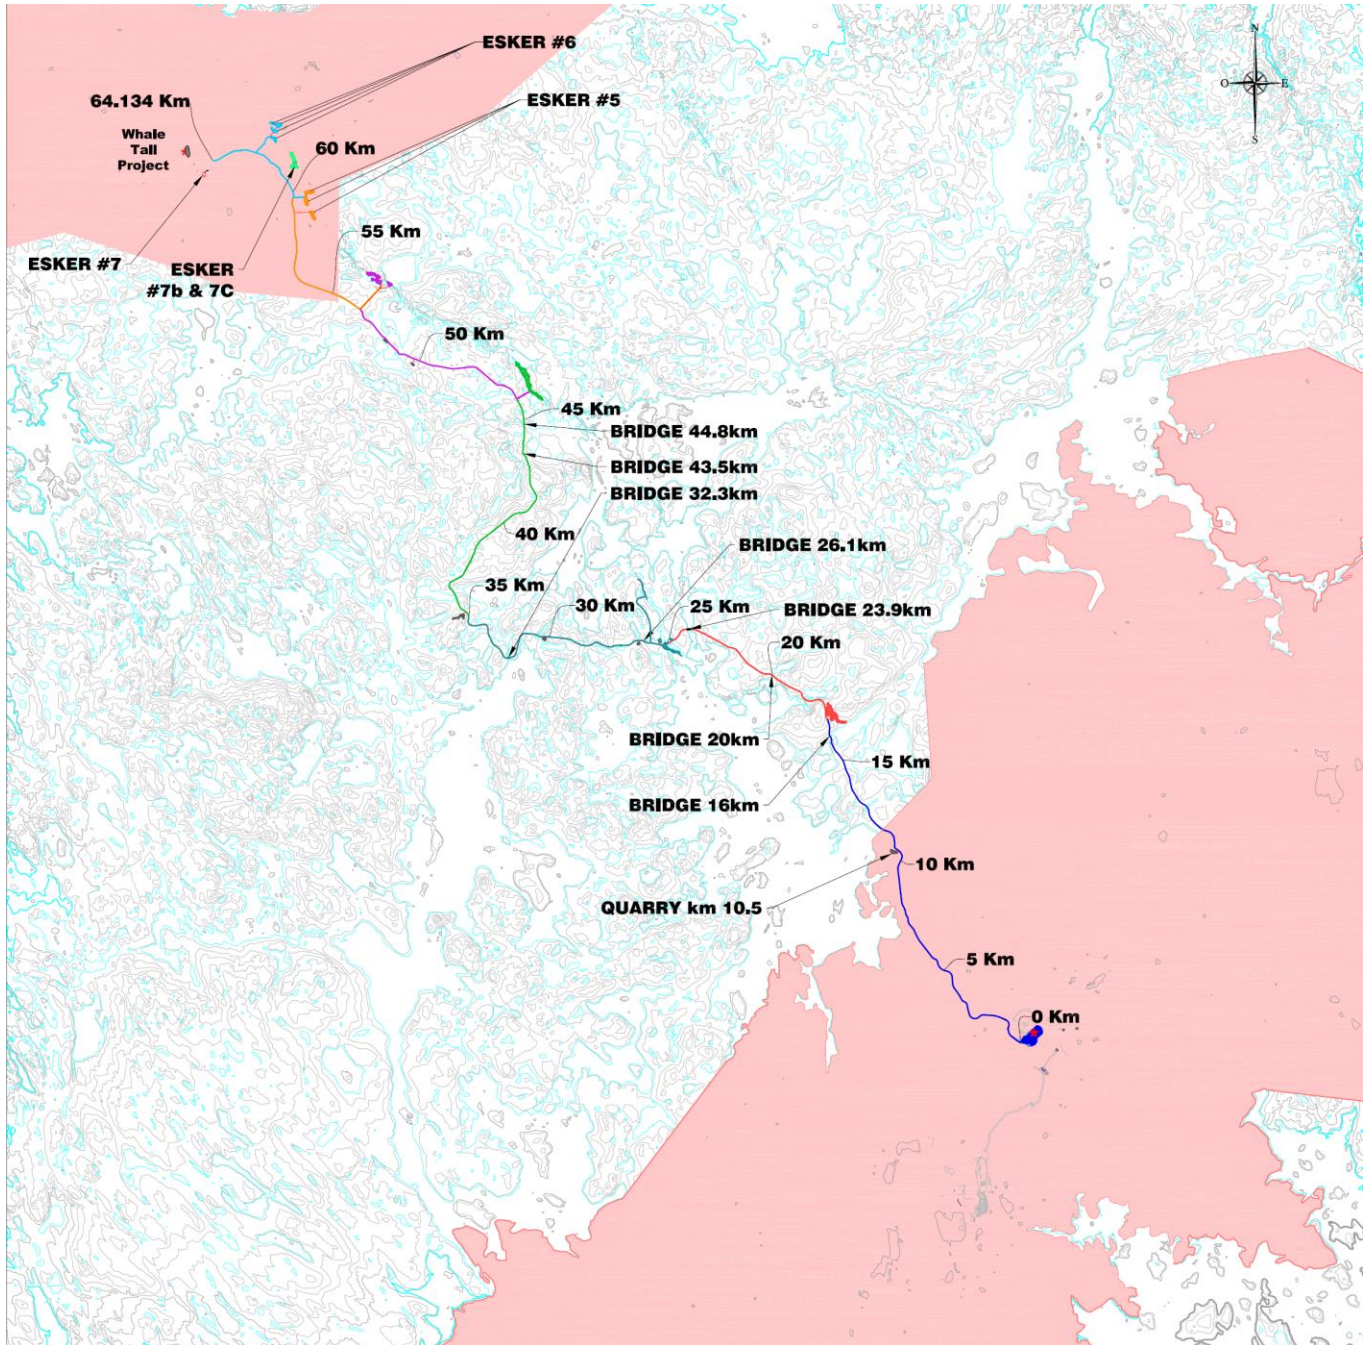 ESKER #6
N
O
E
S
64.134 Km
ESKER #5
Whale
Tall
Project
60 Km
55 Km
ESKER #7
ESKER
#7b & 7C
50 Km
45 Km
BRIDGE 44.8km
BRIDGE 43.5km
BRIDGE 32.3km
40 Km
BRIDGE 26.1km
35 Km
30 Km
25 Km
BRIDGE 23.9km
20 Km
BRIDGE 20km
15 Km
BRIDGE 16km
10 Km
QUARRY km 10.5
5 Km
0 Km